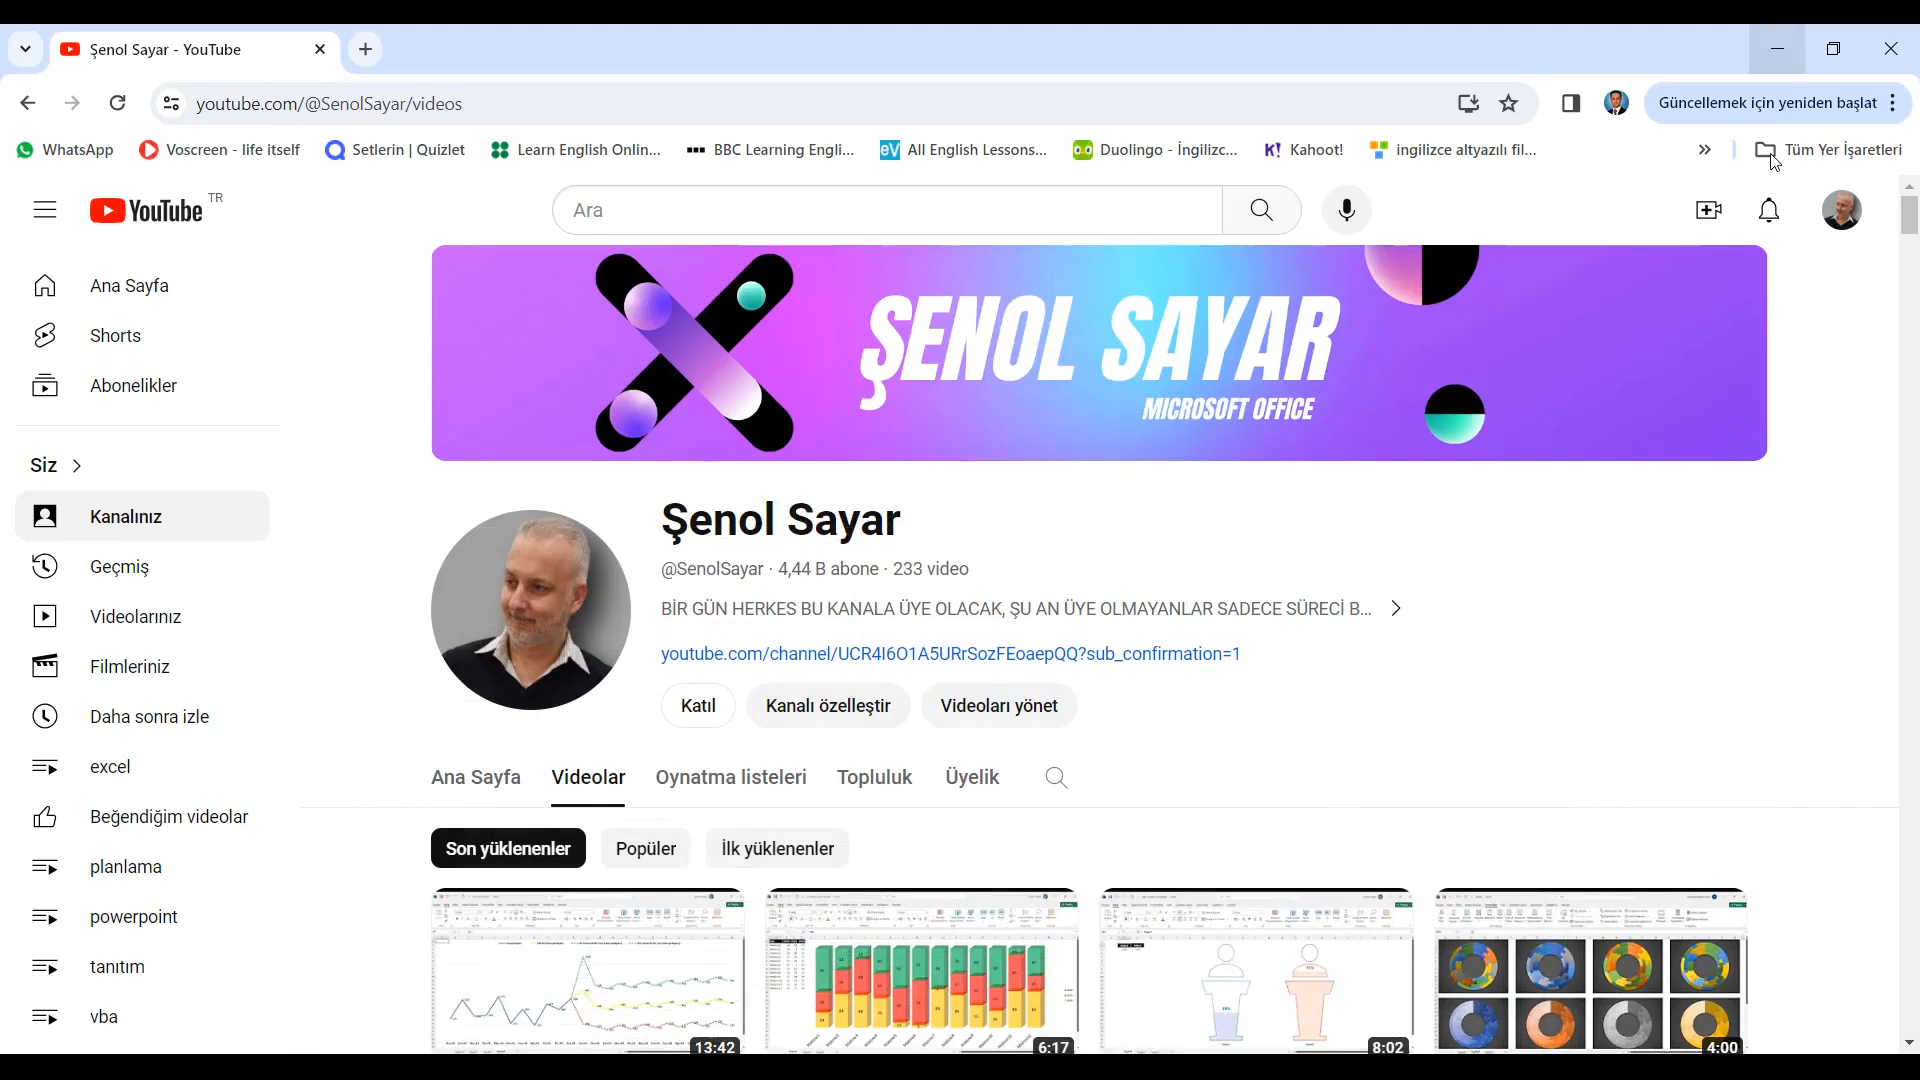 Şenol Sayar - YouTube
youtube.com/@SenolSayar/videos
Güncellemek için yeniden başlat
WhatsApp
Voscreen - life itself
Setlerin | Quizlet
Learn English Onlin...
BBC Learning Engli...
All English Lessons...
Duolingo - İngilizc...
Kahoot!
ingilizce altyazılı fil...
Tüm Yer İşaretleri
YouTube TR
Ara
Ana Sayfa
Shorts
Abonelikler
Siz
Kanalınız
Geçmiş
Videolarınız
Filmleriniz
Daha sonra izle
excel
Beğendiğim videolar
planlama
powerpoint
tanıtım
vba
ŞENOL SAYAR
MICROSOFT OFFICE
Şenol Sayar
@SenolSayar · 4,44 B abone · 233 video
BİR GÜN HERKES BU KANALA ÜYE OLACAK, ŞU AN ÜYE OLMAYANLAR SADECE SÜRECİ B...
youtube.com/channel/UCR4I6O1A5URrSozFEoaepQQ?sub_confirmation=1
Katıl
Kanalı özelleştir
Videoları yönet
Ana Sayfa
Videolar
Oynatma listeleri
Topluluk
Üyelik
Son yüklenenler
Popüler
İlk yüklenenler
13:42
6:17
8:02
4:00